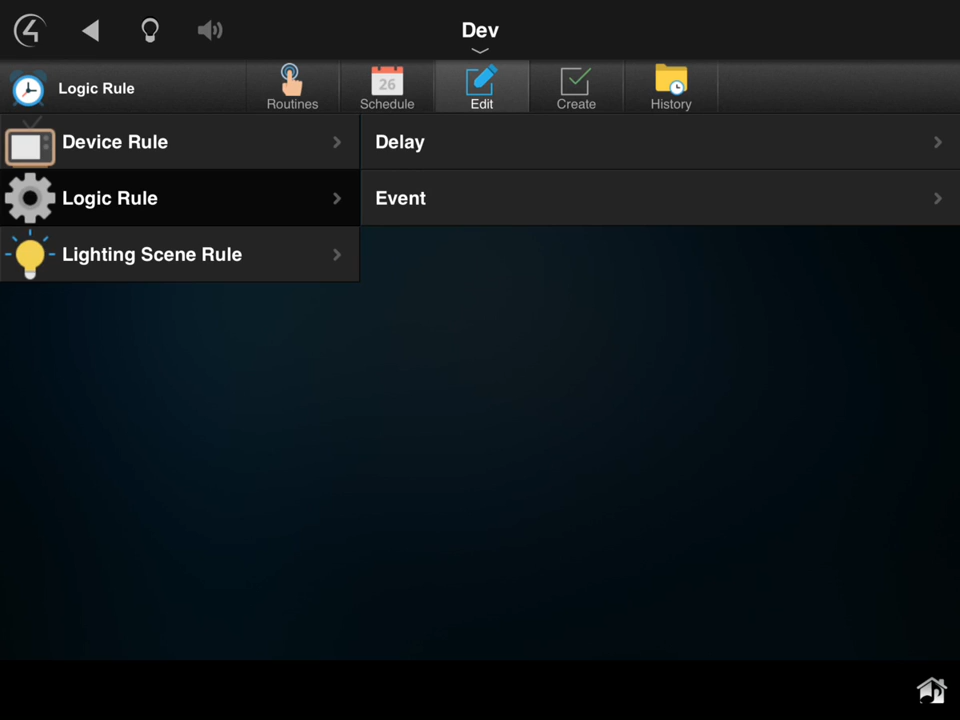 Dev
Logic Rule
Routines
26
Schedule
Edit
Create
History
Device Rule
Logic Rule
Lighting Scene Rule
Delay
Event